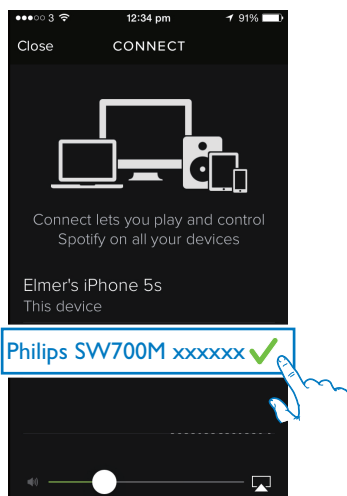 3 12:34 pm 91%
Close CONNECT
Connect lets you play and control
Spotify on all your devices
Elmer's iPhone 5s
This device
Philips SW700M xxxxxx